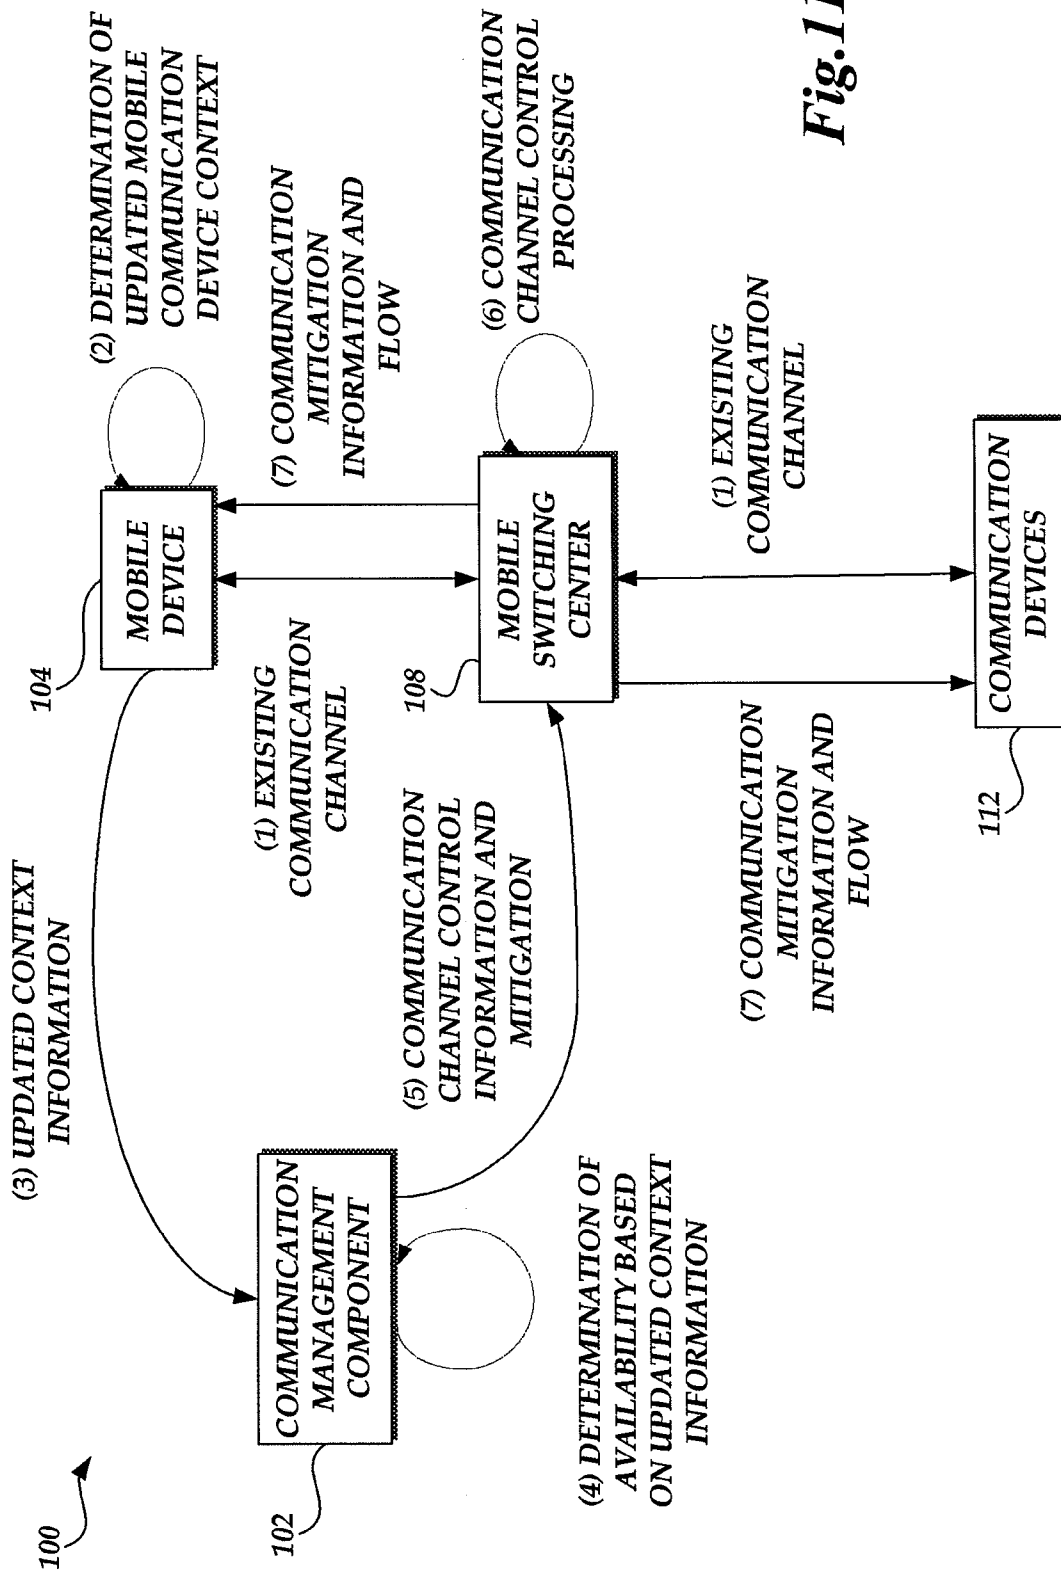 100
(3) UPDATED CONTEXT
INFORMATION
104
MOBILE
DEVICE
(2) DETERMINATION OF
UPDATED MOBILE
COMMUNICATION
DEVICE CONTEXT
102
COMMUNICATION
MANAGEMENT
COMPONENT
(1) EXISTING
COMMUNICATION
CHANNEL
(7) COMMUNICATION
MITIGATION
INFORMATION AND
FLOW
(5) COMMUNICATION
CHANNEL CONTROL
INFORMATION AND
MITIGATION
108
MOBILE
SWITCHING
CENTER
(6) COMMUNICATION
CHANNEL CONTROL
PROCESSING
(4) DETERMINATION OF
AVAILABILITY BASED
ON UPDATED CONTEXT
INFORMATION
(7) COMMUNICATION
MITIGATION
INFORMATION AND
FLOW
(1) EXISTING
COMMUNICATION
CHANNEL
112
COMMUNICATION
DEVICES
Fig.11